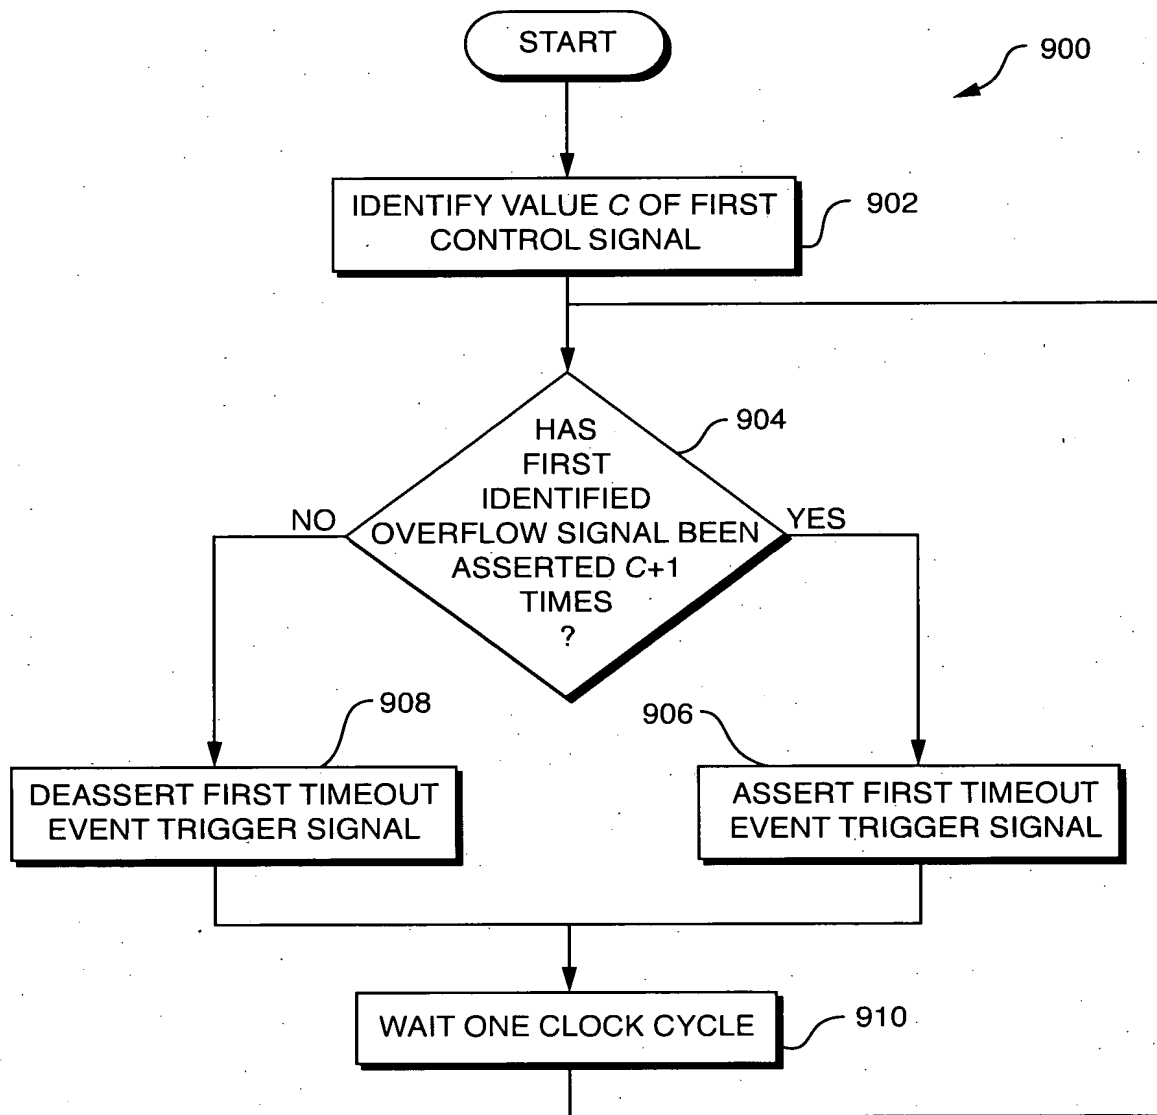 START
900
IDENTIFY VALUE C OF FIRST
CONTROL SIGNAL
902
HAS
FIRST
IDENTIFIED
OVERFLOW SIGNAL BEEN
ASSERTED C+1
TIMES
?
904
NO
YES
908
906
DEASSERT FIRST TIMEOUT
EVENT TRIGGER SIGNAL
ASSERT FIRST TIMEOUT
EVENT TRIGGER SIGNAL
WAIT ONE CLOCK CYCLE
910